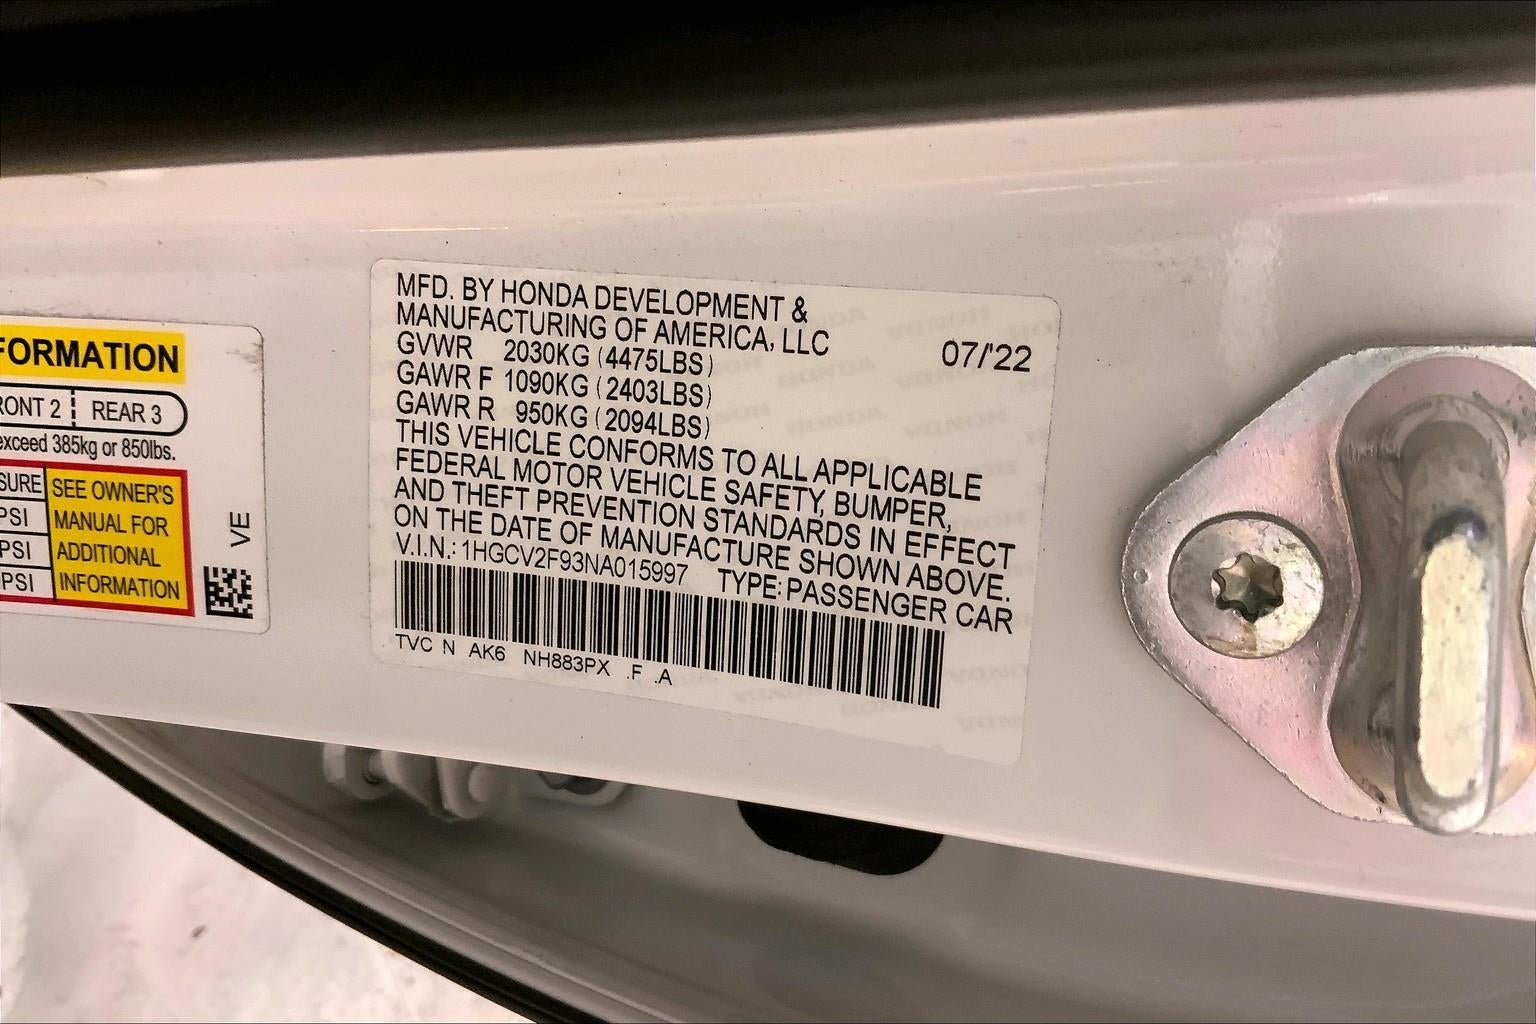 FORMATION
RONT 2 REAR 3
exceed 385kg or 850lbs.
SURE
PSI
PSI
PSI
SEE OWNER'S
MANUAL FOR
ADDITIONAL
INFORMATION
VE
MFD. BY HONDA DEVELOPMENT &
MANUFACTURING OF AMERICA, LLC
07/'22
GVWR 2030KG (4475LBS)
GAWR F 1090KG (2403LBS)
GAWR R 950KG (2094LBS)
THIS VEHICLE CONFORMS TO ALL APPLICABLE
FEDERAL MOTOR VEHICLE SAFETY, BUMPER,
AND THEFT PREVENTION STANDARDS IN EFFECT
ON THE DATE OF MANUFACTURE SHOWN ABOVE.
V.I.N.: 1HGCV2F93NA015997 TYPE: PASSENGER CAR
TVC N AK6 NH883PX .F .A